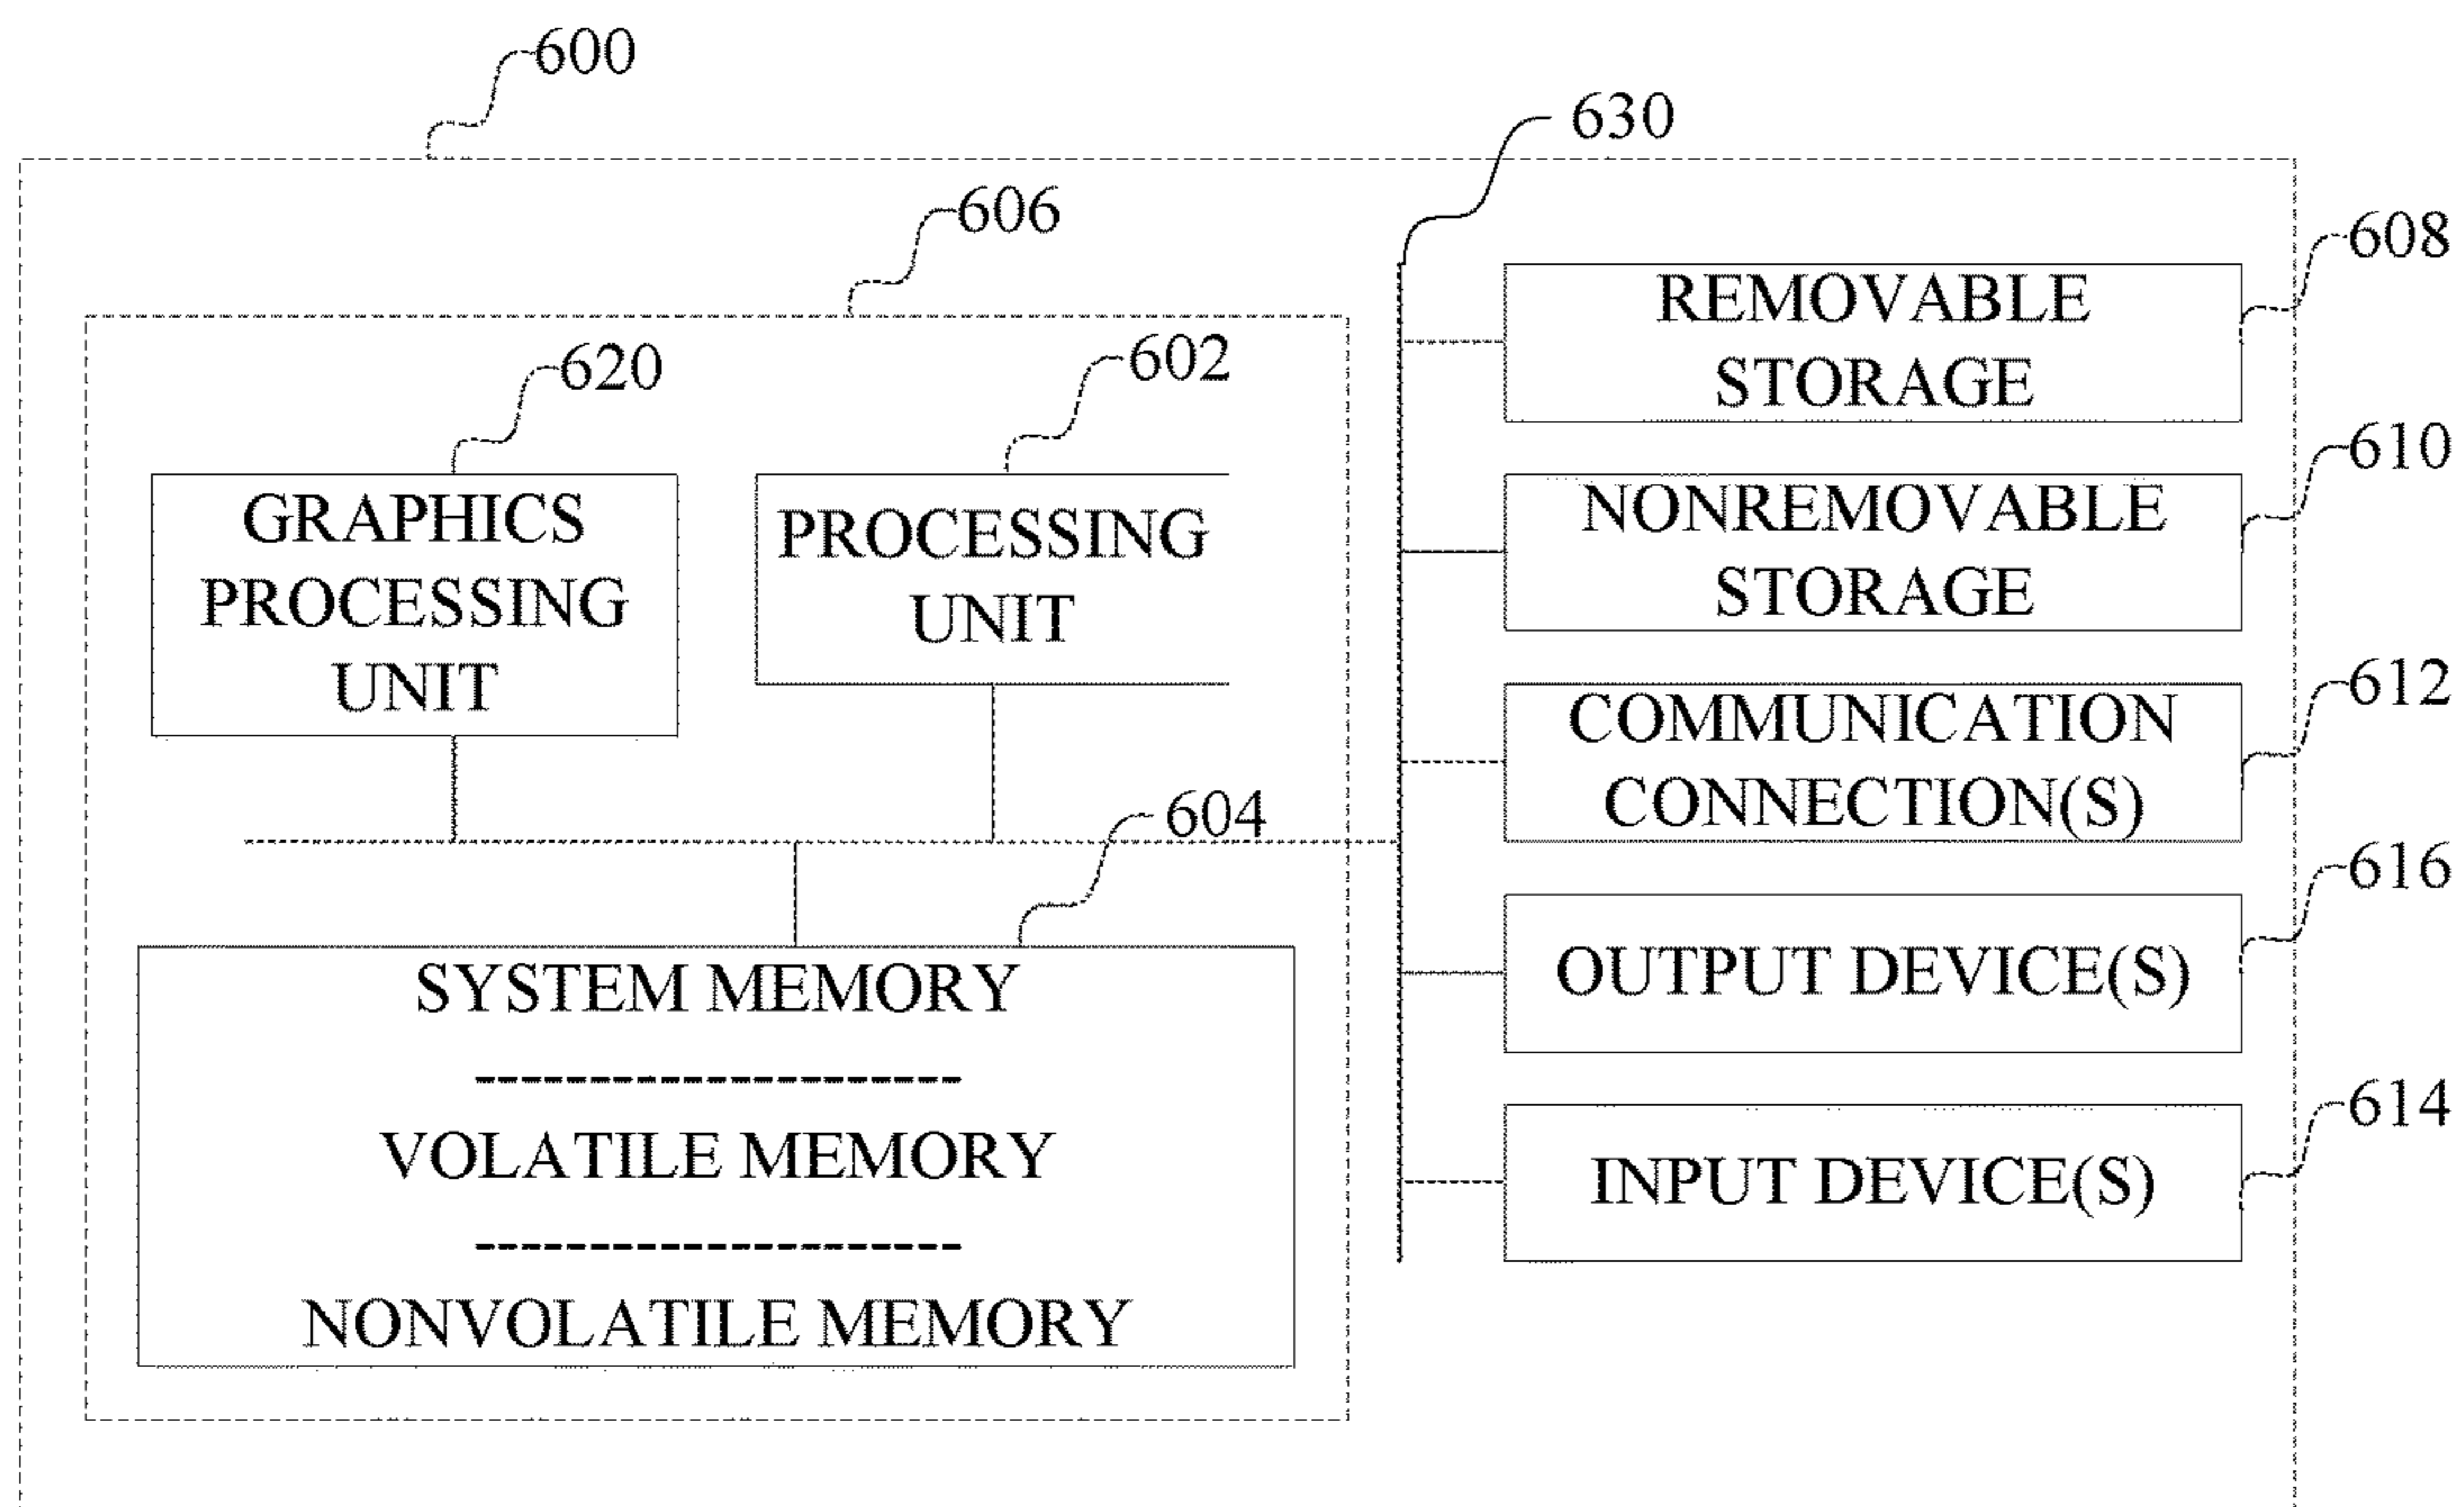 600
630
606
608
REMOVABLE
STORAGE
620
602
610
GRAPHICS
PROCESSING
UNIT
PROCESSING
UNIT
NONREMOVABLE
STORAGE
612
COMMUNICATION
CONNECTION(S)
604
616
OUTPUT DEVICE(S)
SYSTEM MEMORY
---------------------
VOLATILE MEMORY
---------------------
NONVOLATILE MEMORY
614
INPUT DEVICE(S)